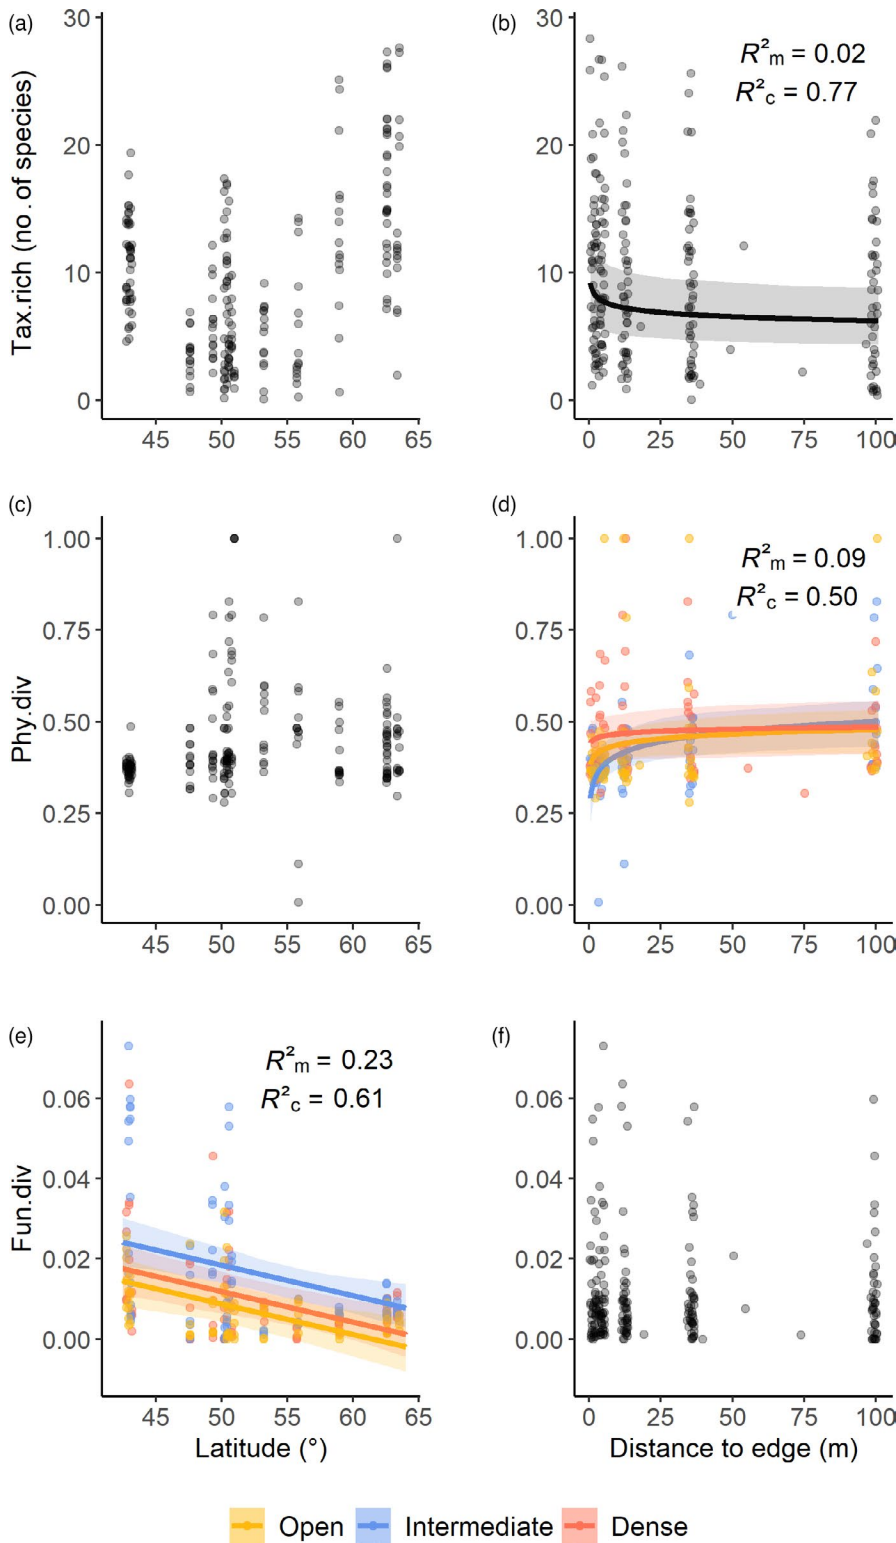 (a)
Tax.rich (no. of species)
30
20
10
0
45 50 55 60 65
(b)
R²m = 0.02
R²c = 0.77
30
20
10
0
0 25 50 75 100
(c)
Phy.div
1.00
0.75
0.50
0.25
0.00
45 50 55 60 65
(d)
R²m = 0.09
R²c = 0.50
1.00
0.75
0.50
0.25
0.00
0 25 50 75 100
(e)
R²m = 0.23
R²c = 0.61
Fun.div
0.06
0.04
0.02
0.00
45 50 55 60 65
Latitude (°)
(f)
0.06
0.04
0.02
0.00
0 25 50 75 100
Distance to edge (m)
Open Intermediate Dense